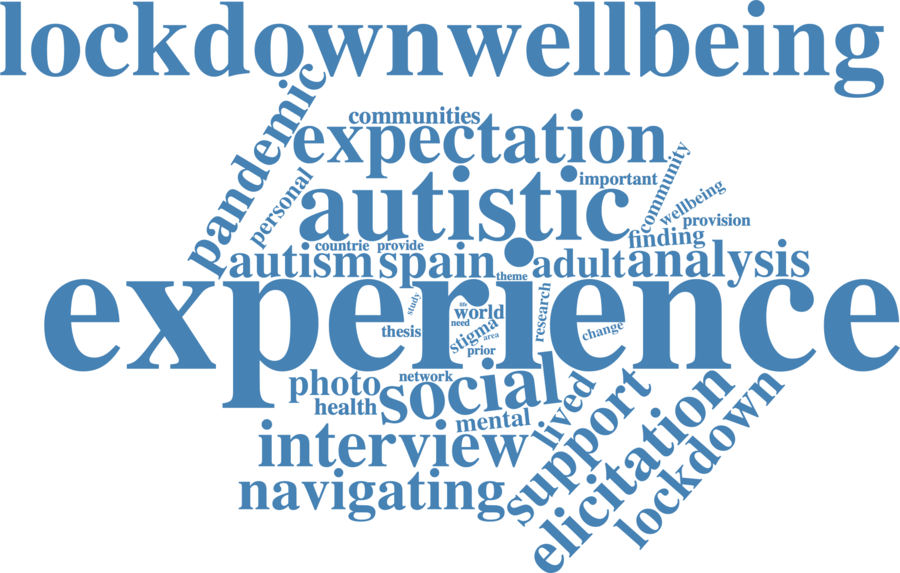 lockdownwellbeing
pandemic
communities
expectation
personal
autistic
important
community
wellbeing
provision
finding
countrie
provide
autism
spain
theme
adult
analysis
experience
study
life
world
need
thesis
stigma
area
prior
research
change
photo
network
social
health
mental
lived
support
interview
elicitation
lockdown
navigating